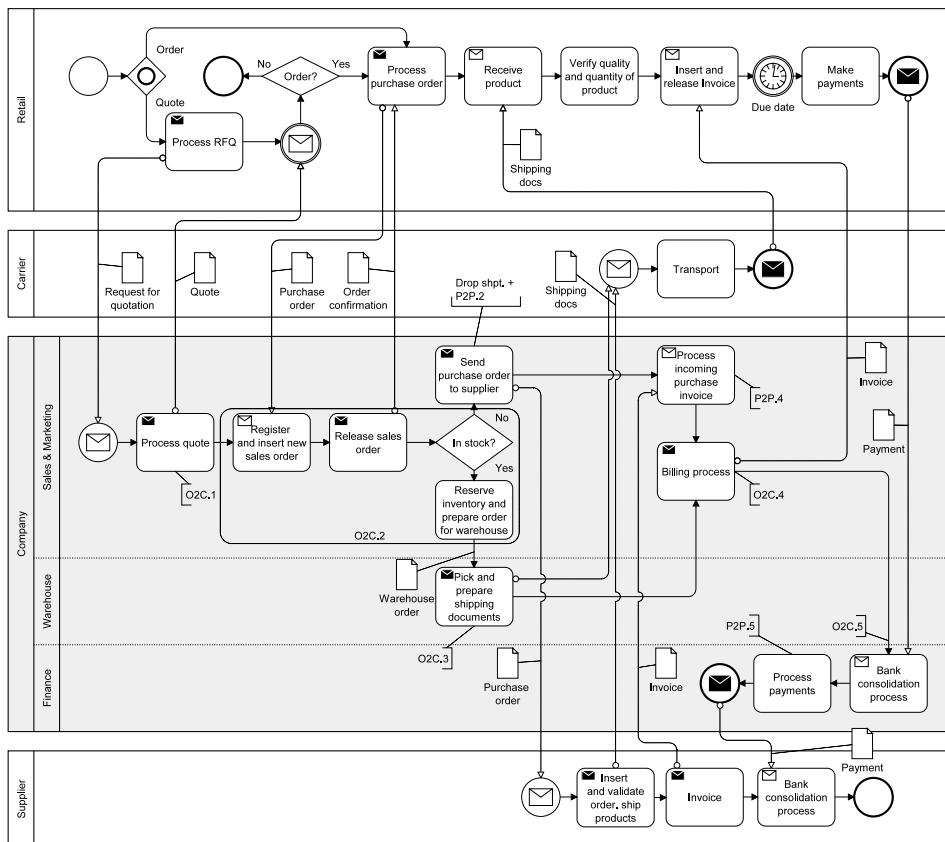 Retail
Order
Quote
No
Order?
Yes
Process RFQ
Process
purchase order
Receive
product
Verify quality
and quantity of
product
Insert and
release Invoice
Due date
Make
payments
Shipping
docs
Carrier
Request for
quotation
Quote
Purchase
order
Order
confirmation
Drop shpt. +
P2P.2
Shipping
docs
Transport
Invoice
Payment
Company
Sales & Marketing
Process quote
O2C.1
Register
and insert new
sales order
Release sales
order
Send
purchase order
to supplier
No
In stock?
Yes
Reserve
inventory and
prepare order
for warehouse
O2C.2
Process
incoming
purchase
invoice
P2P.4
Billing process
O2C.4
Warehouse
Warehouse
order
Pick and
prepare
shipping
documents
O2C.3
Finance
Purchase
order
Invoice
P2P.5
O2C.5
Process
payments
Bank
consolidation
process
Supplier
Insert
and validate
order. ship
products
Invoice
Bank
consolidation
process
Payment